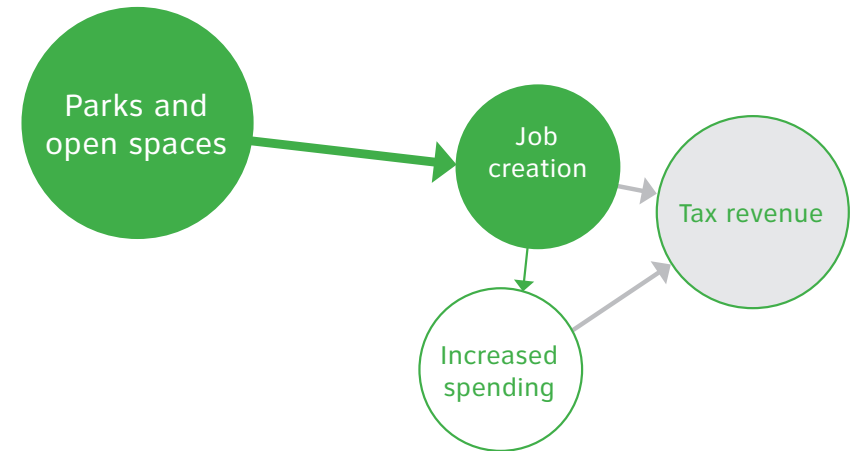 Parks and
open spaces
Job
creation
Tax revenue
Increased
spending